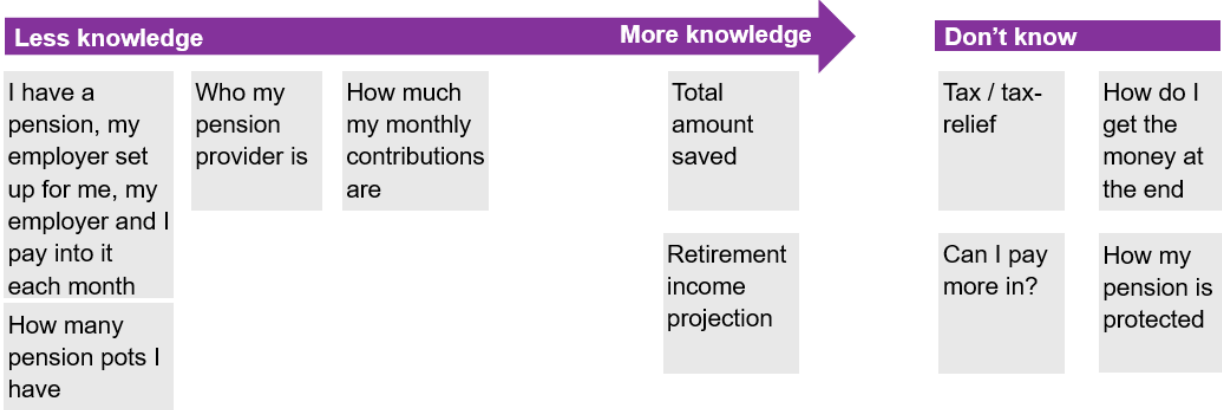 Less knowledge
More knowledge
Don't know
I have a
pension, my
employer set
up for me, my
employer and I
pay into it
each month
How many
pension pots I
have
Who my
pension
provider is
How much
my monthly
contributions
are
Total
amount
saved
Retirement
income
projection
Tax / tax-
relief
How do I
get the
money at
the end
Can I pay
more in?
How my
pension is
protected